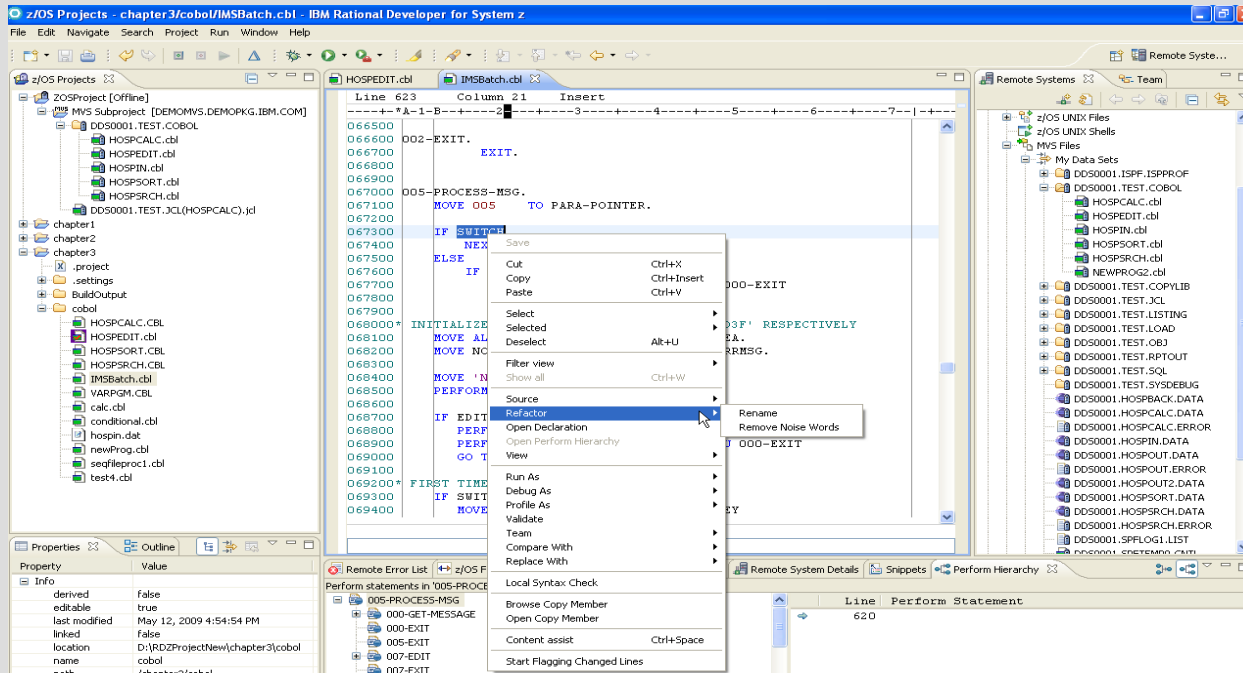 z/OS Projects - chapter3/cobol/IMSBatch.cbl - IBM Rational Developer for System z
File Edit Navigate Search Project Run Window Help
Remote Syste...
z/OS Projects
ZOSProject [Offline]
MVS Subproject [DEMOMVS.DEMOPKG.IBM.COM]
DDS0001.TEST.COBOL
HOSPCALC.cbl
HOSPEDIT.cbl
HOSPIN.cbl
HOSPSORT.cbl
HOSPSRCH.cbl
DDS0001.TEST.JCL(HOSPCALC).jcl
chapter1
chapter2
chapter3
.project
.settings
BuildOutput
cobol
HOSPCALC.CBL
HOSPEDIT.cbl
HOSPSORT.CBL
HOSPSRCH.CBL
IMSBatch.cbl
VARPGM.CBL
calc.cbl
conditional.cbl
hospin.dat
newProg.cbl
seqfileproc1.cbl
test4.cbl
HOSPEDIT.cbl IMSBatch.cbl
Line 623 Column 21 Insert
----+-*A-1-B--+----2----+----3----+----4----+----5----+----6----+----7--|-+---
066500
066600 002-EXIT.
066700 EXIT.
066800
066900
067000 005-PROCESS-MSG.
067100 MOVE 005 TO PARA-POINTER.
067200
067300 IF SWITCH
067400 NEX
067500 ELSE
067600 IF
067700 000-EXIT
067800
067900
068000* INITIALIZE 03F' RESPECTIVELY
068100 MOVE AL EA.
068200 MOVE NO RRMSG.
068300
068400 MOVE 'N
068500 PERFORM
068600
068700 IF EDIT
068800 PERF
068900 PERF U 000-EXIT
069000 GO T
069100
069200* FIRST TIME
069300 IF SWIT
069400 MOVE EY
Save
Cut Ctrl+X
Copy Ctrl+Insert
Paste Ctrl+V
Select
Selected
Deselect Alt+U
Filter view
Show all Ctrl+W
Source
Refactor
Open Declaration
Open Perform Hierarchy
View
Run As
Debug As
Profile As
Validate
Team
Compare With
Replace With
Local Syntax Check
Browse Copy Member
Open Copy Member
Content assist Ctrl+Space
Start Flagging Changed Lines
Rename
Remove Noise Words
Remote Systems Team
z/OS UNIX Files
z/OS UNIX Shells
MVS Files
My Data Sets
DDS0001.ISPF.ISPPROF
DDS0001.TEST.COBOL
HOSPCALC.cbl
HOSPEDIT.cbl
HOSPIN.cbl
HOSPSORT.cbl
HOSPSRCH.cbl
NEWPROG2.cbl
DDS0001.TEST.COPYLIB
DDS0001.TEST.JCL
DDS0001.TEST.LISTING
DDS0001.TEST.LOAD
DDS0001.TEST.OBJ
DDS0001.TEST.RPTOUT
DDS0001.TEST.SQL
DDS0001.TEST.SYSDEBUG
DDS0001.HOSPBACK.DATA
DDS0001.HOSPCALC.DATA
DDS0001.HOSPCALC.ERROR
DDS0001.HOSPIN.DATA
DDS0001.HOSPOUT.DATA
DDS0001.HOSPOUT.ERROR
DDS0001.HOSPOUT2.DATA
DDS0001.HOSPSORT.DATA
DDS0001.HOSPSRCH.DATA
DDS0001.HOSPSRCH.ERROR
DDS0001.SPFLOG1.LIST
DDS0001.SPFTEMP0.CNTL
Properties Outline
Property Value
Info
derived false
editable true
last modified May 12, 2009 4:54:54 PM
linked false
location D:\RDZProjectNew\chapter3\cobol
name cobol
path /chapter3/cobol
Remote Error List z/OS F Remote System Details Snippets Perform Hierarchy
Perform statements in '005-PROCE
005-PROCESS-MSG
000-GET-MESSAGE
000-EXIT
005-EXIT
007-EDIT
007-EXIT
Line Perform Statement
620